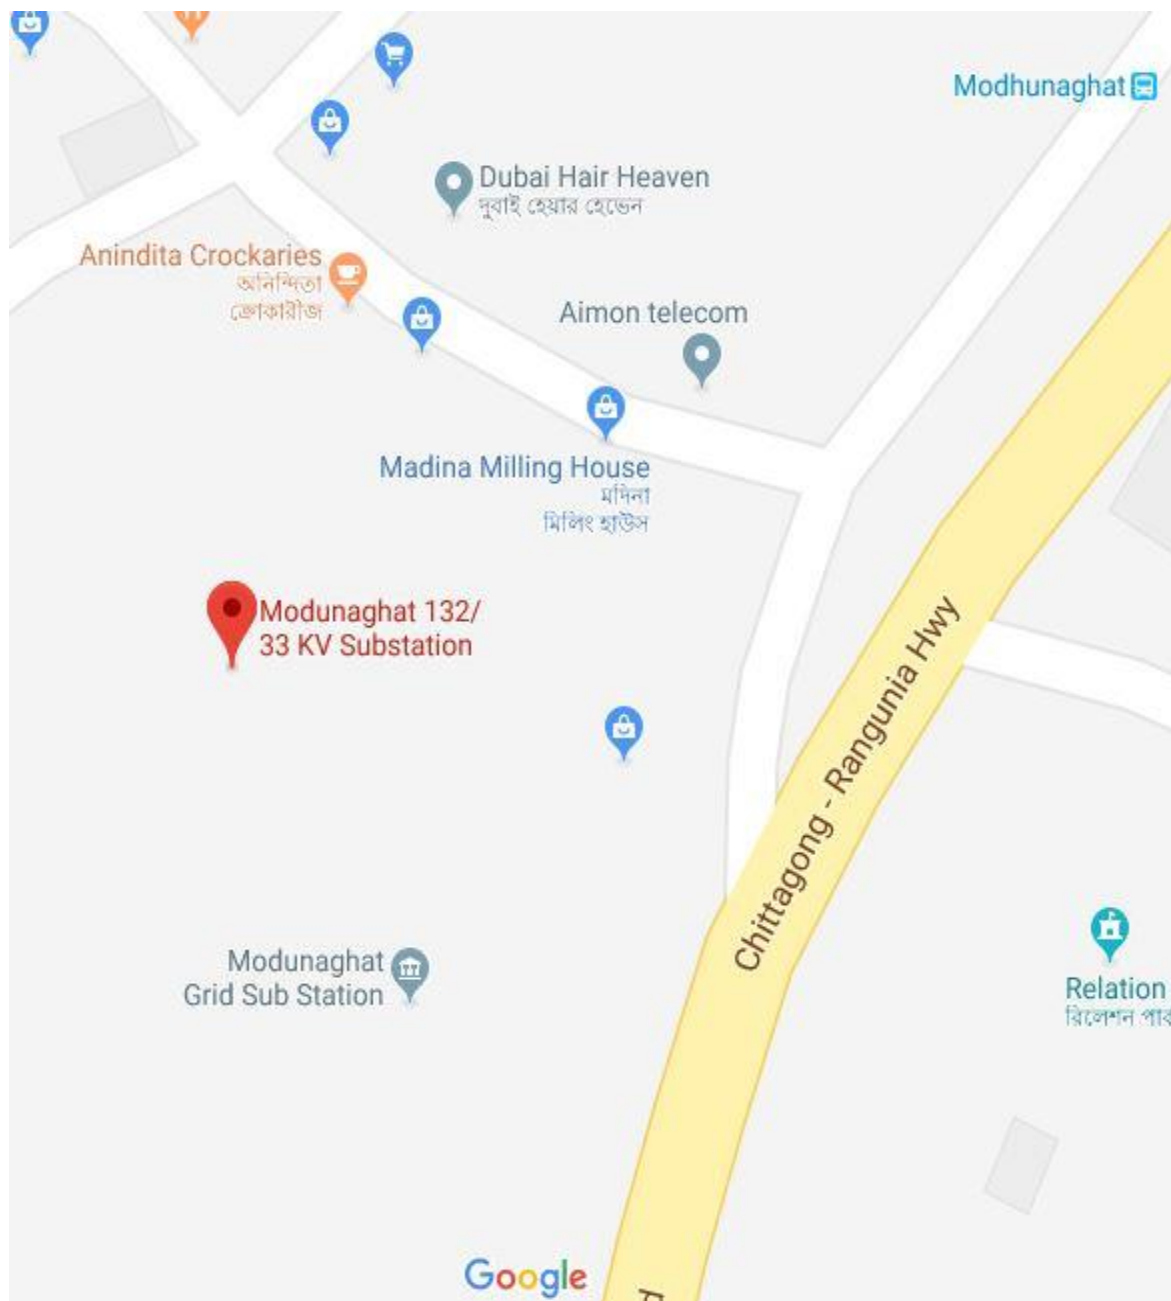 Modhunaghat
Dubai Hair Heaven
দুবাই হেয়ার হেভেন
Anindita Crockaries
অনিন্দিতা
ক্রোকারীজ
Aimon telecom
Madina Milling House
মদিনা
মিলিং হাউস
Modunaghat 132/
33 KV Substation
Chittagong - Rangunia Hwy
Modunaghat
Grid Sub Station
Relation
রিলেশন
Google